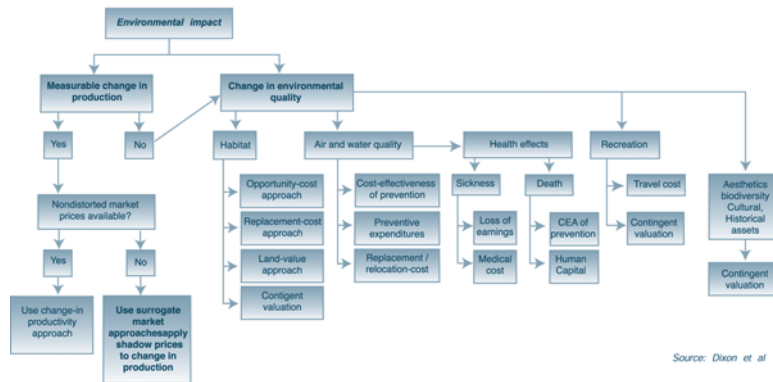 Environmental impact
Measurable change in
production
Change in environmental
quality
Yes
No
Habitat
Air and water quality
Health effects
Recreation
Nondistorted market
prices available?
Opportunity-cost
approach
Replacement-cost
approach
Land-value
approach
Contigent
valuation
Cost-effectiveness
of prevention
Preventive
expenditures
Replacement /
relocation-cost
Sickness
Death
Loss of
earnings
Medical
cost
CEA of
prevention
Human
Capital
Travel cost
Contingent
valuation
Aesthetics
biodiversity
Cultural,
Historical
assets
Contingent
valuation
Yes
No
Use change-in
productivity
approach
Use surrogate
market
approachesapply
shadow prices
to change in
production
Source: Dixon et al